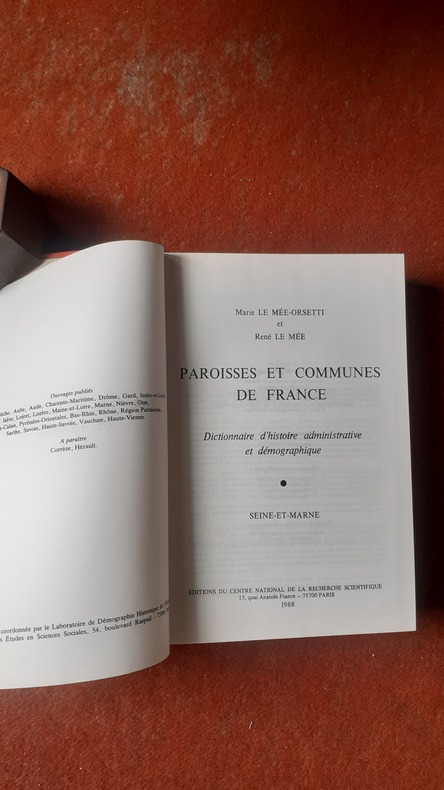 Ouvrages publiés
Aube, Aude, Charente-Maritime, Drôme, Gard, Indre-et-Loire,
Isère, Loiret, Lozère, Maine-et-Loire, Marne, Nièvre, Oise,
Pyrénées-Orientales, Bas-Rhin, Rhône, Région Parisienne
Sarthe, Savoie, Haute-Savoie, Vaucluse, Haute-Vienne.
A paraître
Corrèze, Hérault.
coordonnée par le Laboratoire de Démographie Historique de
Études en Sciences Sociales, 54, boulevard Raspail -
Marie LE MÉE-ORSETTI
et
René LE MÉE
PAROISSES ET COMMUNES
DE FRANCE
Dictionnaire d'histoire administrative
et démographique
SEINE-ET-MARNE
EDITIONS DU CENTRE NATIONAL DE LA RECHERCHE SCIENTIFIQUE
15, quai Anatole France – 75700 PARIS
1988